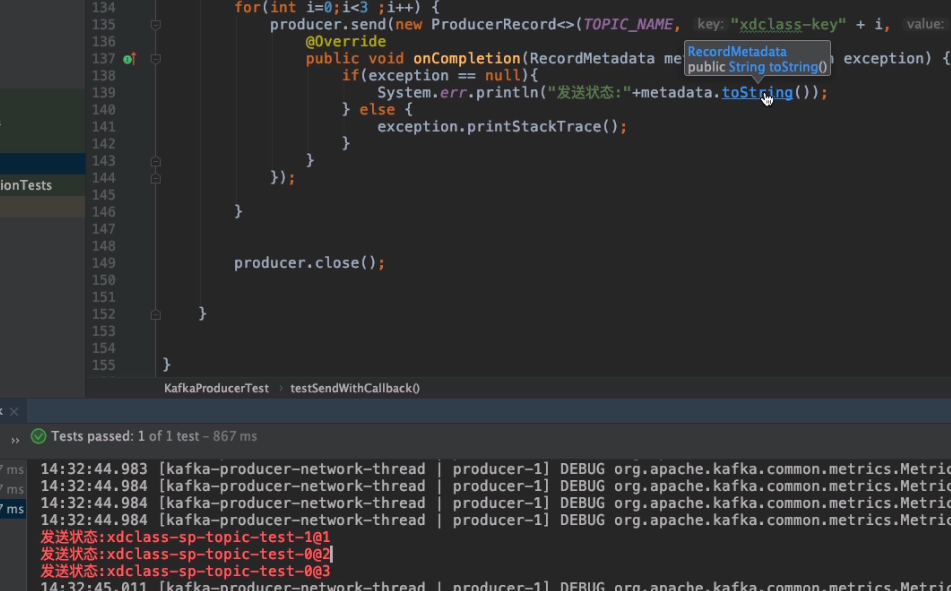 134 for(int i=0;i<3 ;i++) {
135 producer.send(new ProducerRecord<>(TOPIC_NAME, key: "xdclass-key" + i, value:
136 @Override
137 public void onCompletion(RecordMetadata me exception) {
RecordMetadata
public String toString()
138 if(exception == null){
139 System.err.println("发送状态:"+metadata.toString());
140 } else {
141 exception.printStackTrace();
142 }
143 }
144 });
ionTests
145
146 }
147
148
149 producer.close();
150
151
152 }
153
154
155 }
KafkaProducerTest › testSendWithCallback()
Tests passed: 1 of 1 test – 867 ms
7 ms 14:32:44.983 [kafka-producer-network-thread | producer-1] DEBUG org.apache.kafka.common.metrics.Metric
7 ms 14:32:44.984 [kafka-producer-network-thread | producer-1] DEBUG org.apache.kafka.common.metrics.Metric
7 ms 14:32:44.984 [kafka-producer-network-thread | producer-1] DEBUG org.apache.kafka.common.metrics.Metric
14:32:44.984 [kafka-producer-network-thread | producer-1] DEBUG org.apache.kafka.common.metrics.Metric
发送状态:xdclass-sp-topic-test-1@1
发送状态:xdclass-sp-topic-test-0@2
发送状态:xdclass-sp-topic-test-0@3
14:32:45.011 [kafka-producer-network-thread | producer-1] DEBUG org.apache.kafka.common.metrics.Metric